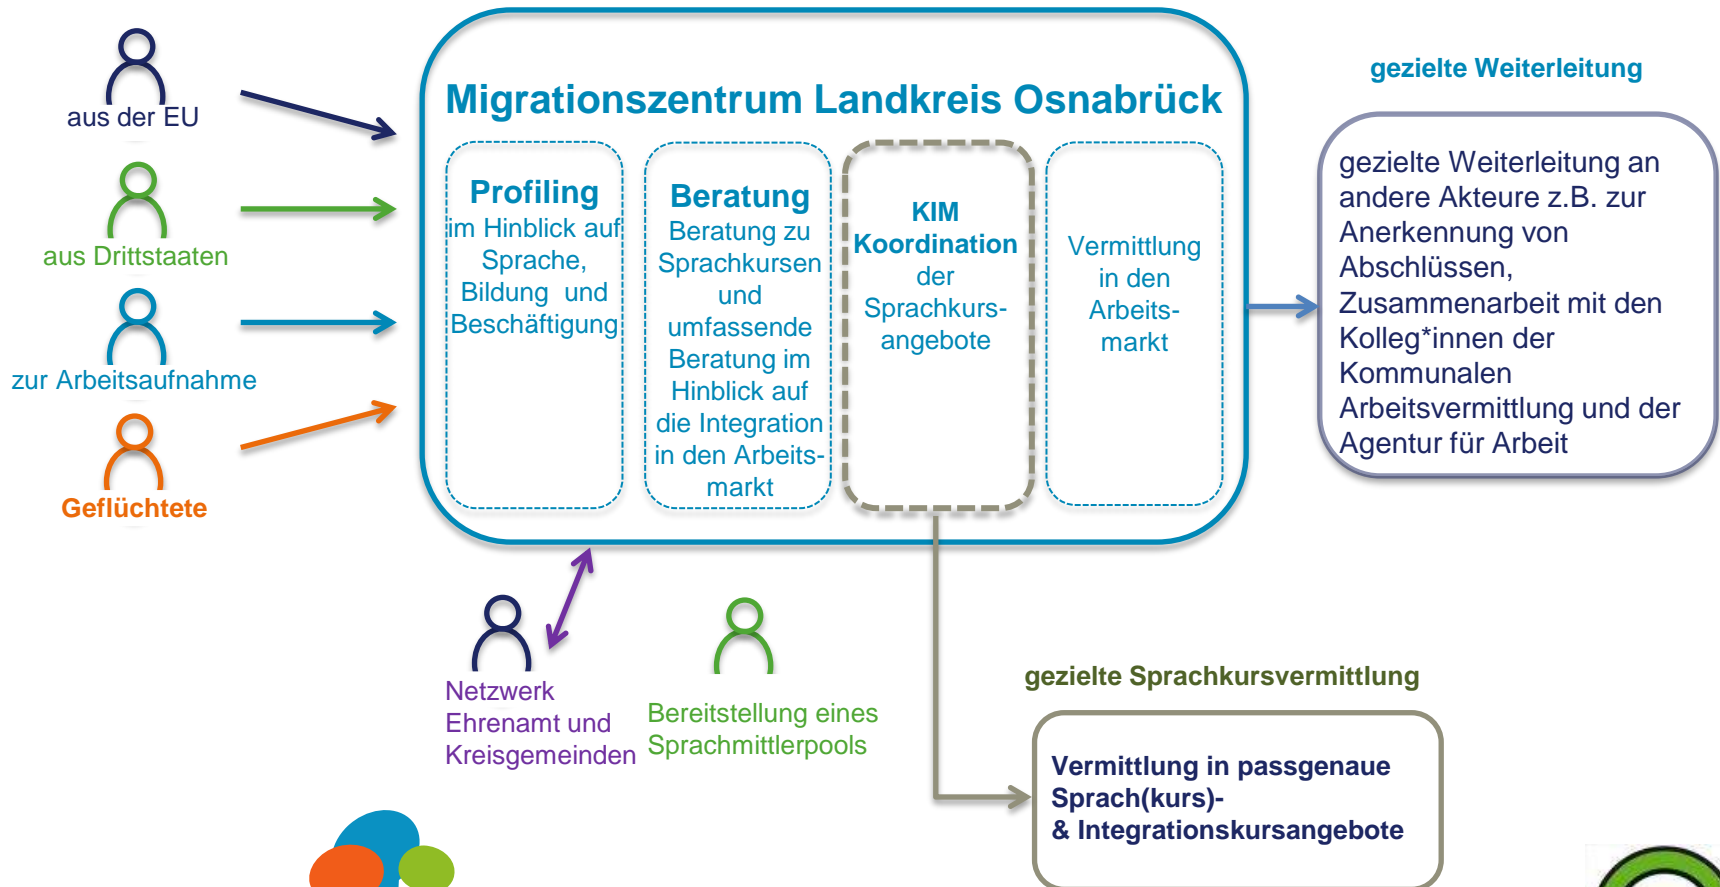 aus der EU
aus Drittstaaten
zur Arbeitsaufnahme
Geflüchtete
Migrationszentrum Landkreis Osnabrück
Profiling
im Hinblick auf
Sprache,
Bildung und
Beschäftigung
Beratung
Beratung zu
Sprachkursen
und
umfassende
Beratung im
Hinblick auf
die Integration
in den Arbeits-
markt
KIM
Koordination
der
Sprachkurs-
angebote
Vermittlung
in den
Arbeits-
markt
gezielte Weiterleitung
gezielte Weiterleitung an
andere Akteure z.B. zur
Anerkennung von
Abschlüssen,
Zusammenarbeit mit den
Kolleg*innen der
Kommunalen
Arbeitsvermittlung und der
Agentur für Arbeit
Netzwerk
Ehrenamt und
Kreisgemeinden
Bereitstellung eines
Sprachmittlerpools
gezielte Sprachkursvermittlung
Vermittlung in passgenaue
Sprach(kurs)-
& Integrationskursangebote